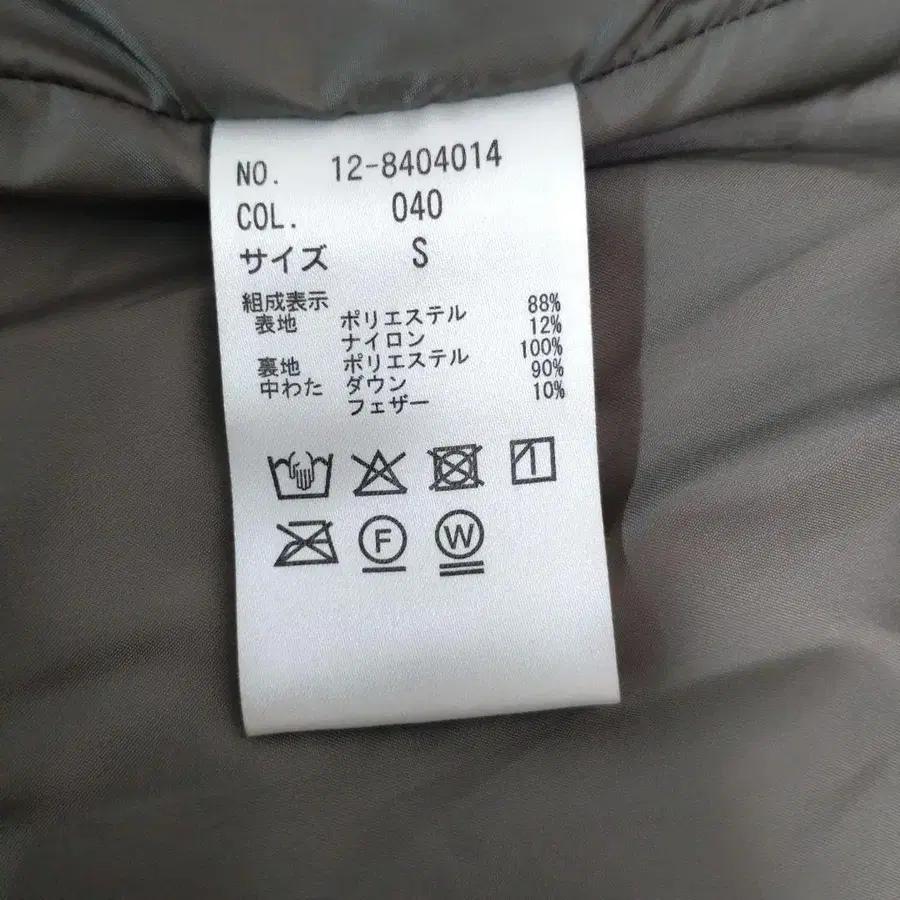 NO. 12-8404014
COL. 040
サイズ S
組成表示
表地 ポリエステル 88%
ナイロン 12%
裏地 ポリエステル 100%
中わた ダウン 90%
フェザー 10%
F W